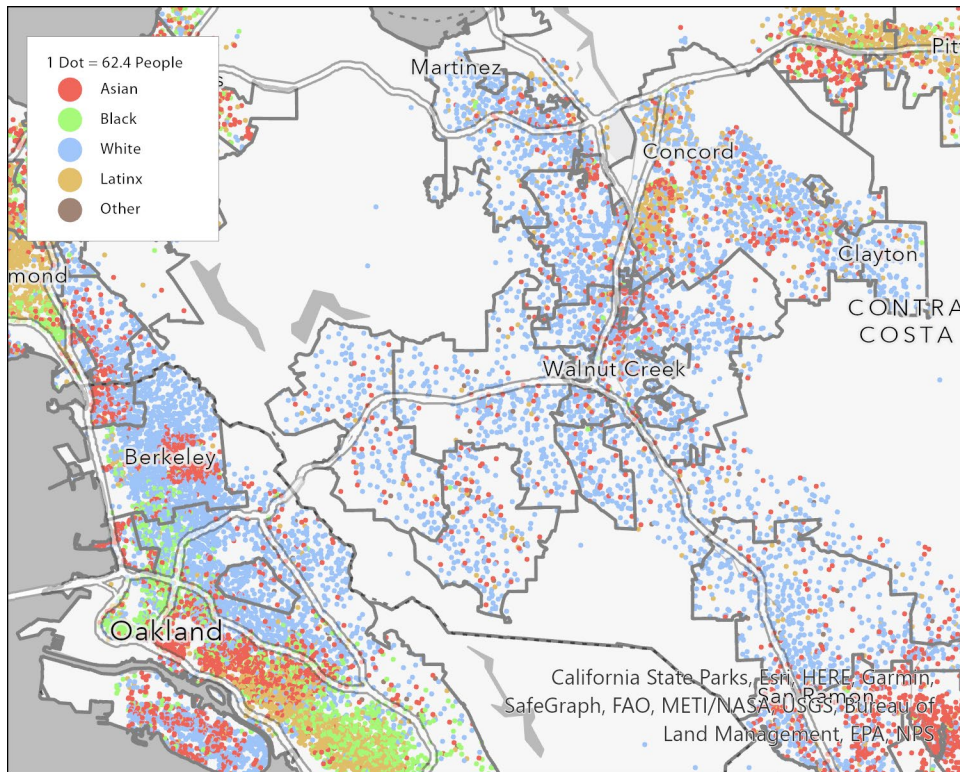 1 Dot = 62.4 People
Asian
Black
White
Latinx
Other
s
Martinez
Pitt
Concord
mond
Clayton
CONTRA
COSTA
Walnut Creek
Berkeley
Oakland
San Ramon
California State Parks, Esri, HERE, Garmin,
SafeGraph, FAO, METI/NASA, USGS, Bureau of
Land Management, EPA, NPS